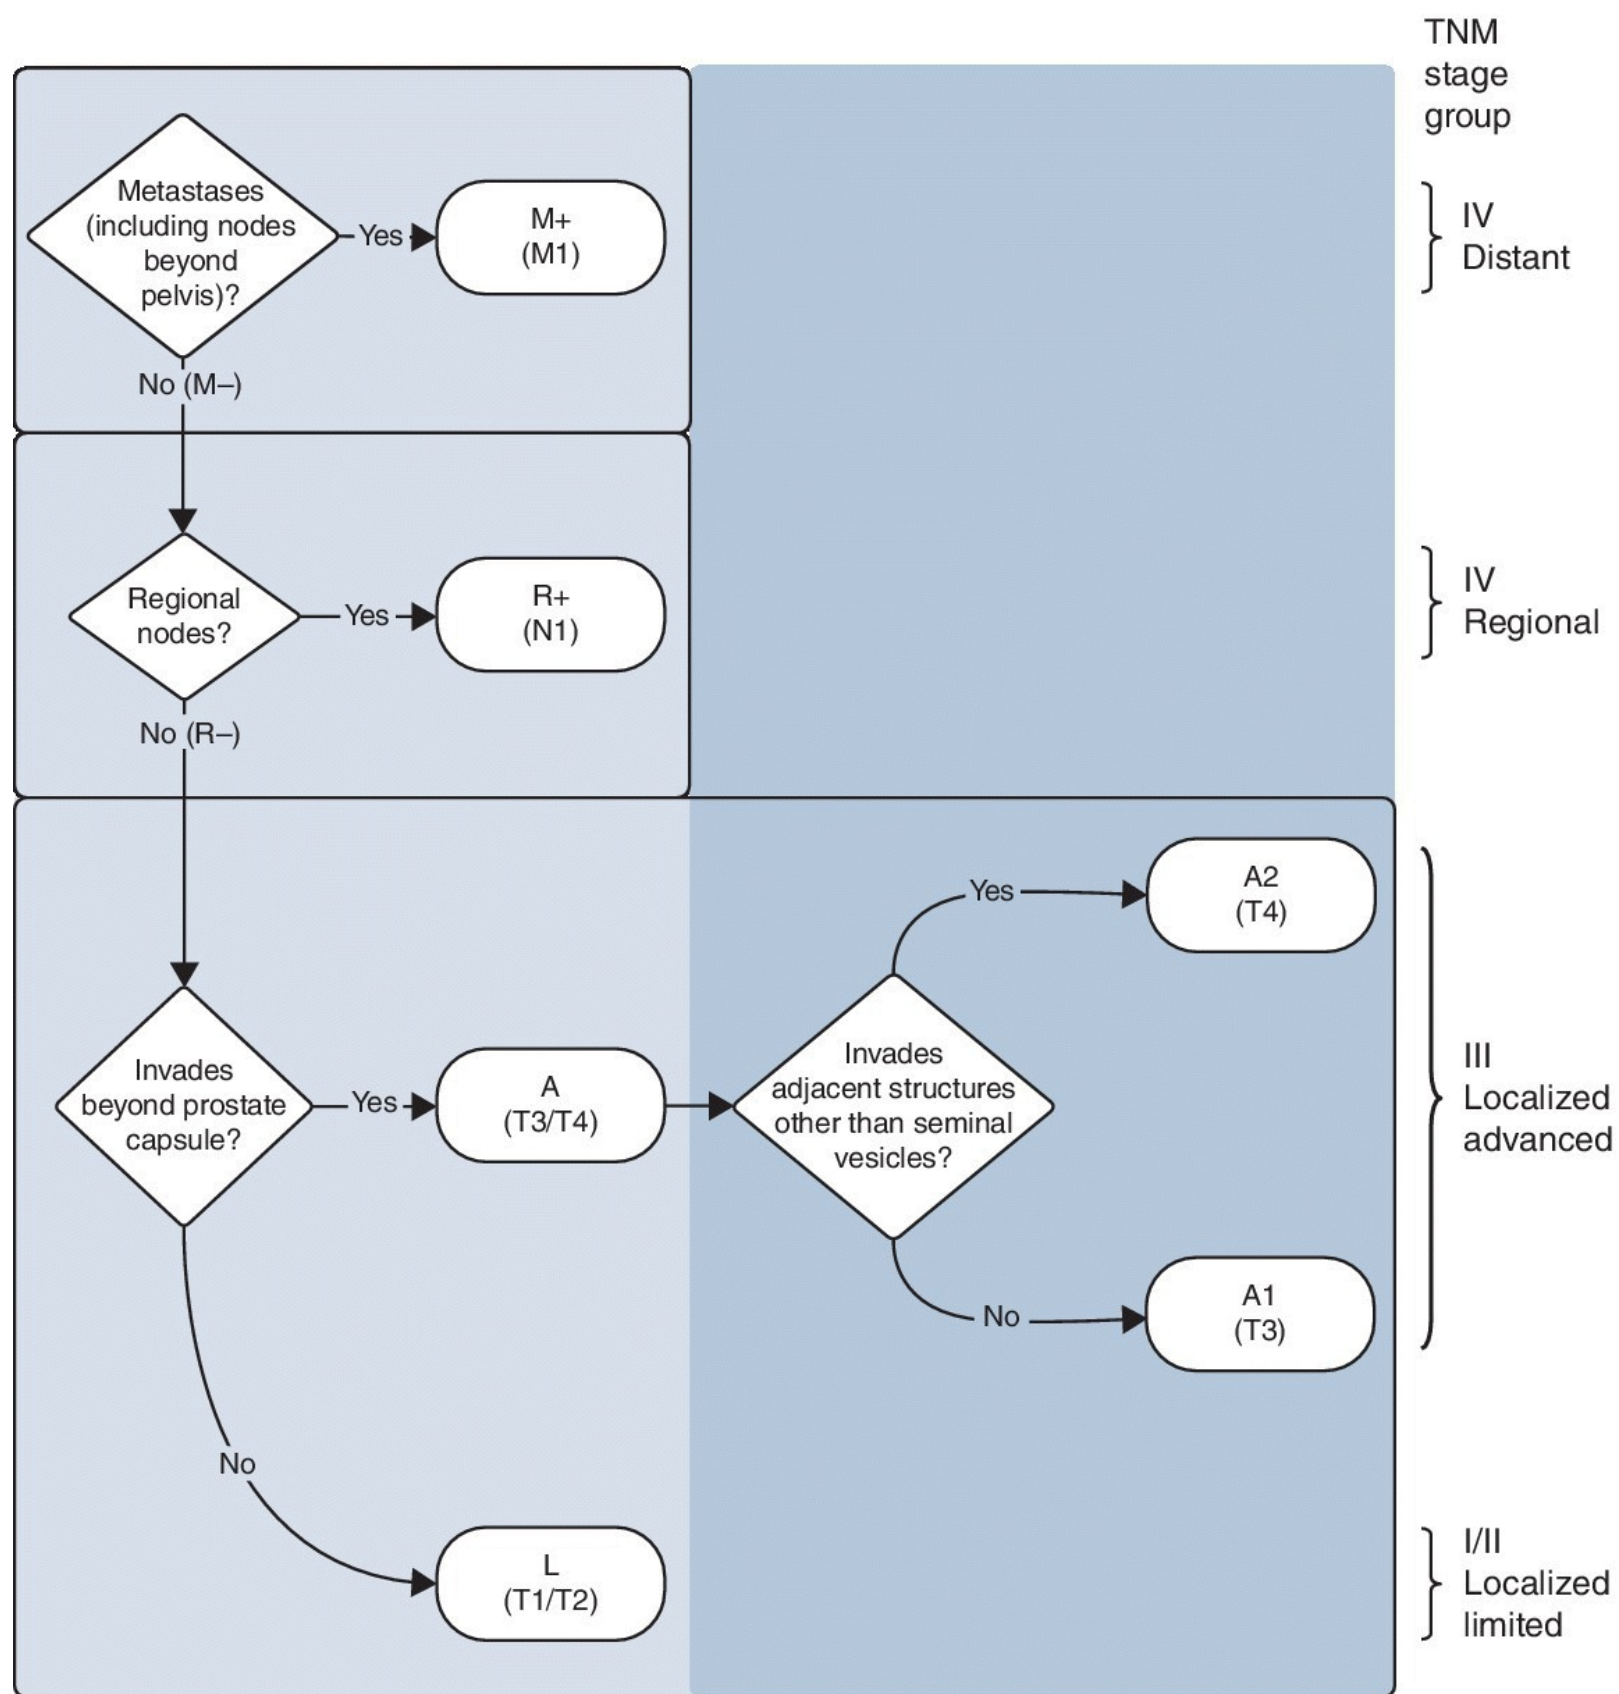 TNM
stage
group
Metastases
(including nodes
beyond
pelvis)?
Yes
M+
(M1)
IV
Distant
No (M–)
Regional
nodes?
Yes
R+
(N1)
IV
Regional
No (R–)
Invades
beyond prostate
capsule?
Yes
A
(T3/T4)
Invades
adjacent structures
other than seminal
vesicles?
Yes
A2
(T4)
No
A1
(T3)
III
Localized
advanced
No
L
(T1/T2)
I/II
Localized
limited